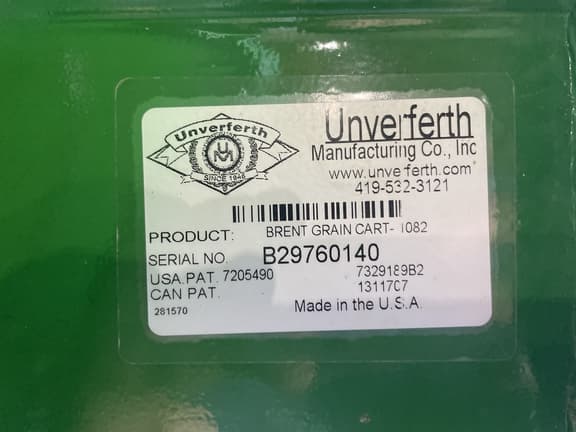 Unverferth
UM
SINCE 1948
Unverferth
Manufacturing Co., Inc
www.unverferth.com
419-532-3121
PRODUCT: BRENT GRAIN CART- 1082
SERIAL NO. B29760140
USA.PAT. 7205490 7329189B2
CAN PAT. 1311707
281570 Made in the U.S.A.